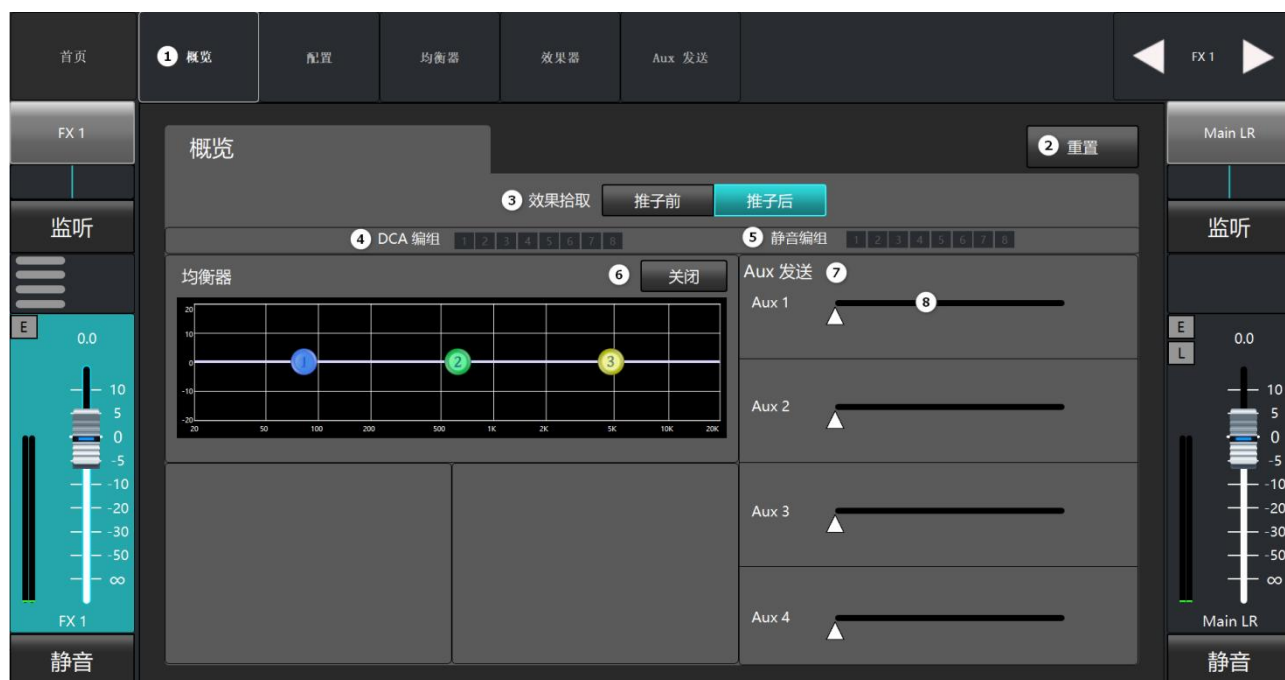 首页
1 概览
配置
均衡器
效果器
Aux 发送
FX 1
FX 1
Main LR
概览
2 重置
3 效果拾取 推子前 推子后
监听
监听
4 DCA 编组 1 2 3 4 5 6 7 8
5 静音编组 1 2 3 4 5 6 7 8
均衡器
6 关闭
Aux 发送 7
20
10
0
-10
-20
1 2 3
20 50 100 200 500 1K 2K 5K 10K 20K
Aux 1
8
Aux 2
Aux 3
Aux 4
E
0.0
10
5
0
-5
-10
-20
-30
-50
∞
FX 1
静音
E
L
0.0
10
5
0
-5
-10
-20
-30
-50
∞
Main LR
静音